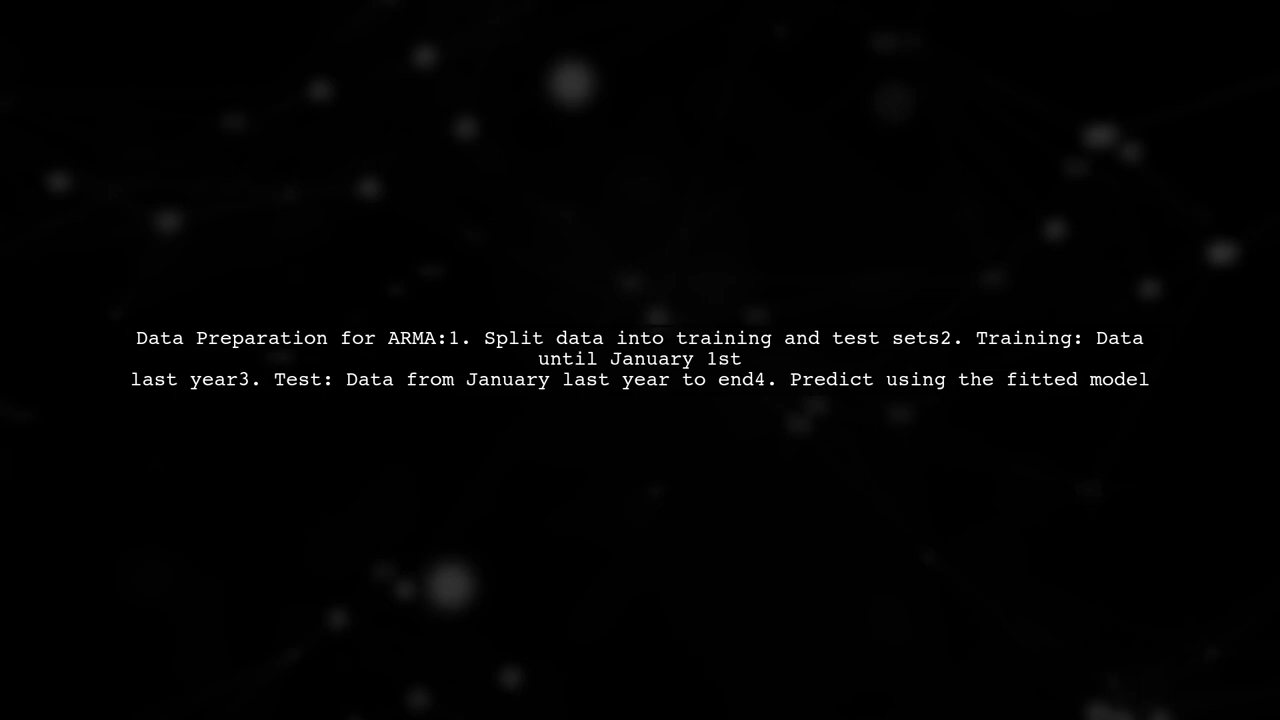 Data Preparation for ARMA:1. Split data into training and test sets2. Training: Data
until January 1st
last year3. Test: Data from January last year to end4. Predict using the fitted model